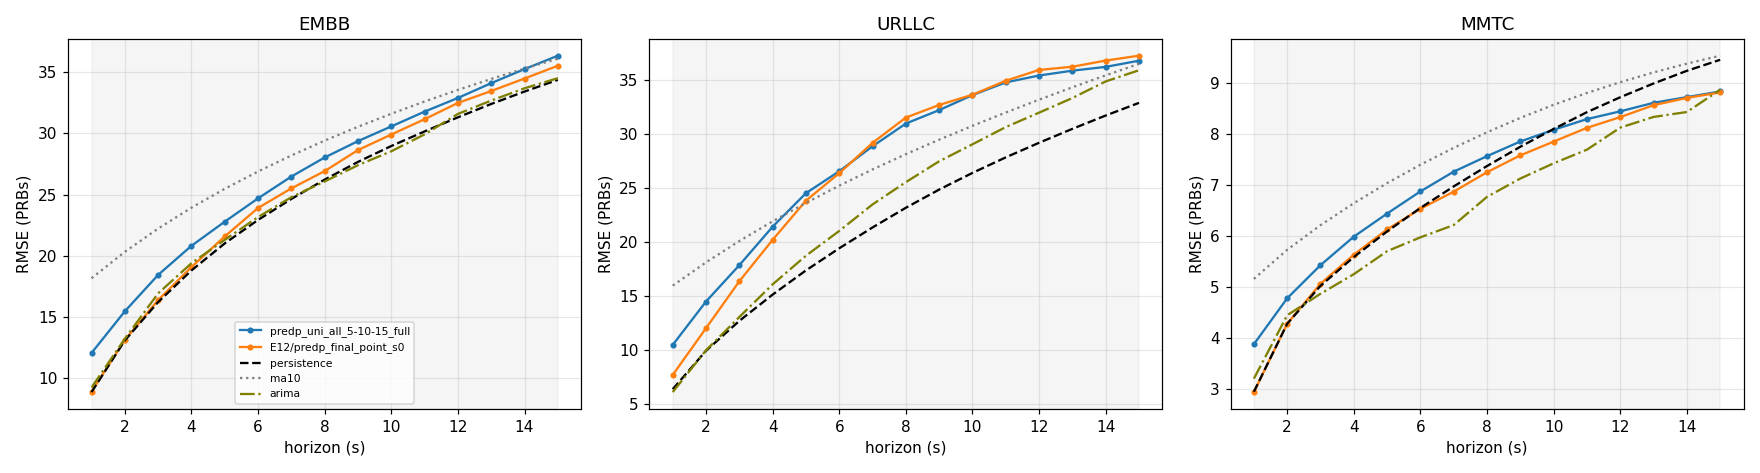 EMBB
RMSE (PRBs)
35
30
25
20
15
10
2 4 6 8 10 12 14
horizon (s)
predp_uni_all_5-10-15_full
E12/predp_final_point_s0
persistence
ma10
arima
URLLC
RMSE (PRBs)
35
30
25
20
15
10
5
2 4 6 8 10 12 14
horizon (s)
MMTC
RMSE (PRBs)
9
8
7
6
5
4
3
2 4 6 8 10 12 14
horizon (s)